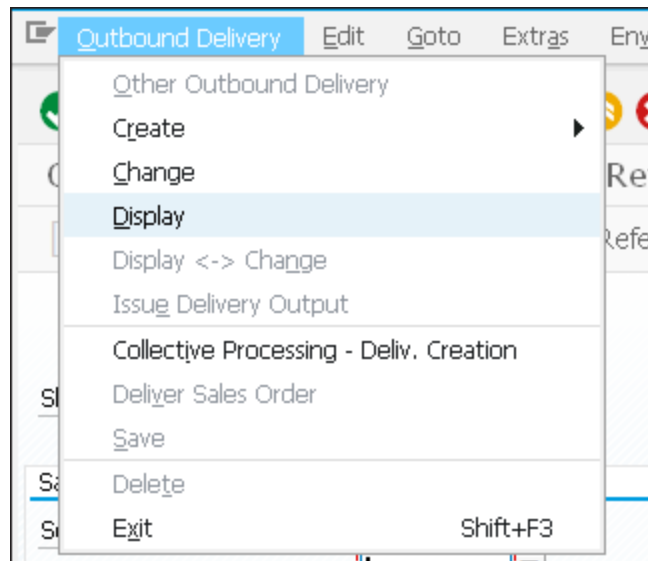 Outbound Delivery Edit Goto Extras
Other Outbound Delivery
Create
Change
Display
Display <-> Change
Issue Delivery Output
Collective Processing - Deliv. Creation
Deliver Sales Order
Save
Delete
Exit Shift+F3